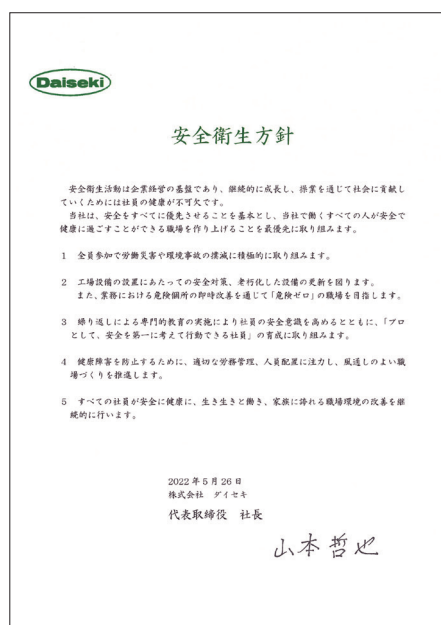 Daiseki
安全衛生方針
安全衛生活動は企業経営の基盤であり、継続的に成長し、操業を通じて社会に貢献し
ていくためには社員の健康が不可欠です。
当社は、安全をすべてに優先させることを基本とし、当社で働くすべての人が安全で
健康に過ごすことができる職場を作り上げることを最優先に取り組みます。
1 全員参加で労働災害や環境事故の撲滅に積極的に取り組みます。
2 工場設備の設置にあたっての安全対策、老朽化した設備の更新を図ります。
また、業務における危険個所の即時改善を通じて「危険ゼロ」の職場を目指します。
3 繰り返しによる専門的教育の実施により社員の安全意識を高めるとともに、「プロ
として、安全を第一に考えて行動できる社員」の育成に取り組みます。
4 健康障害を防止するために、適切な労務管理、人員配置に注力し、風通しのよい職
場づくりを推進します。
5 すべての社員が安全に健康に、生き生きと働き、家族に誇れる職場環境の改善を継
続的に行います。
2022年5月26日
株式会社 ダイセキ
代表取締役 社長
山本哲也